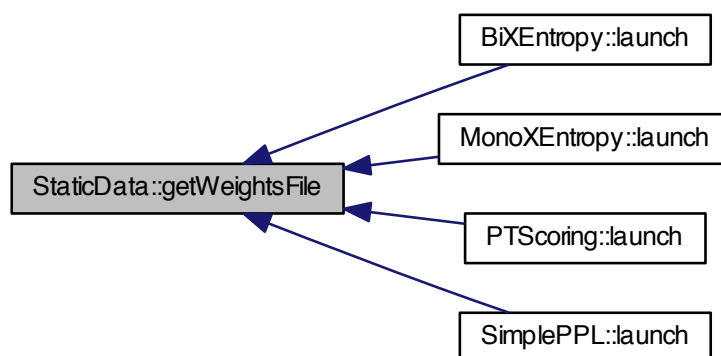 BiXEntropy::launch
MonoXEntropy::launch
StaticData::getWeightsFile
PTScoring::launch
SimplePPL::launch